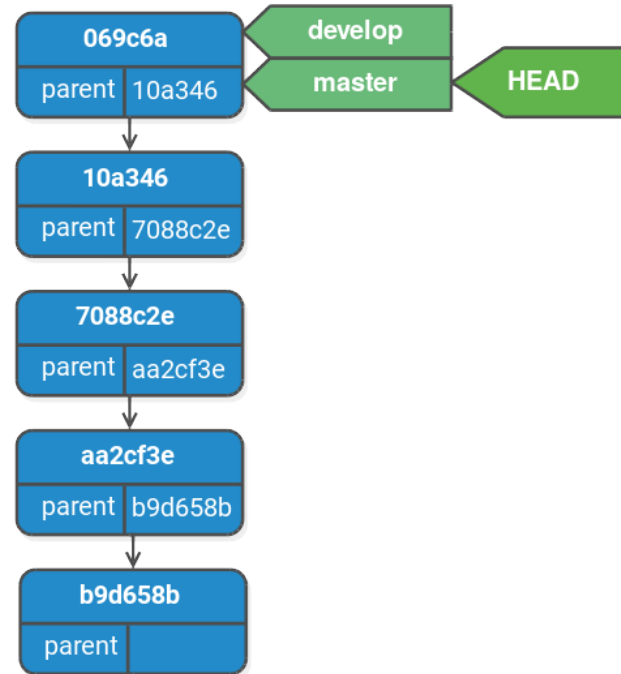 069c6a
develop
parent 10a346
master
HEAD
10a346
parent 7088c2e
7088c2e
parent aa2cf3e
aa2cf3e
parent b9d658b
b9d658b
parent